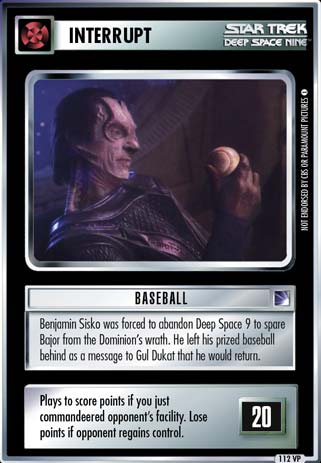 INTERRUPT
STAR TREK
DEEP SPACE NINE
NOT ENDORSED BY CBS OR PARAMOUNT PICTURES
BASEBALL
Benjamin Sisko was forced to abandon Deep Space 9 to spare
Bajor from the Dominion's wrath. He left his prized baseball
behind as a message to Gul Dukat that he would return.
Plays to score points if you just
commandeered opponent's facility. Lose
points if opponent regains control.
20
112 VP